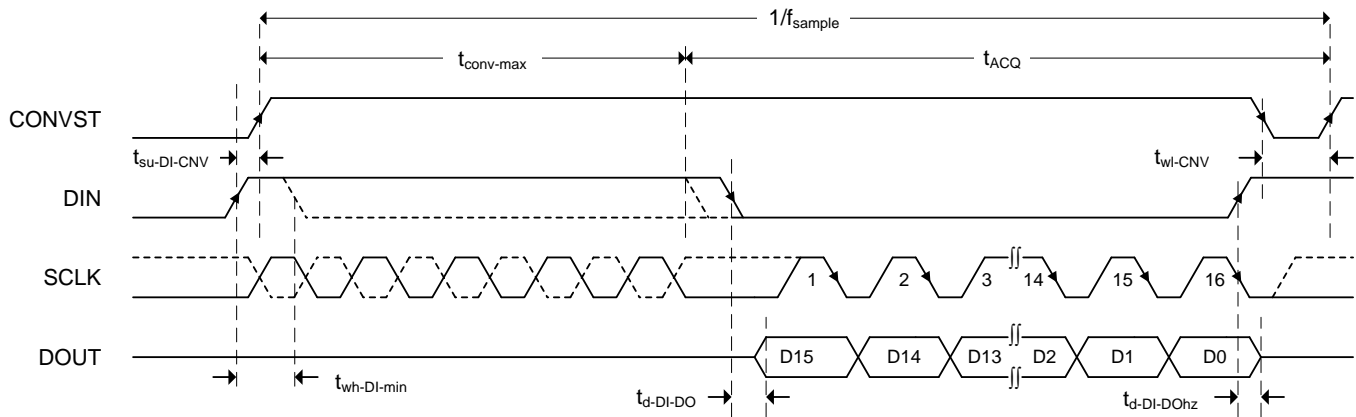 1/fsample
tconv-max tACQ
CONVST
tsu-DI-CNV twl-CNV
DIN
SCLK 1 2 3 ∫∫ 14 15 16
DOUT D15 D14 D13 ∫∫ D2 D1 D0
twh-DI-min td-DI-DO td-DI-DOhz